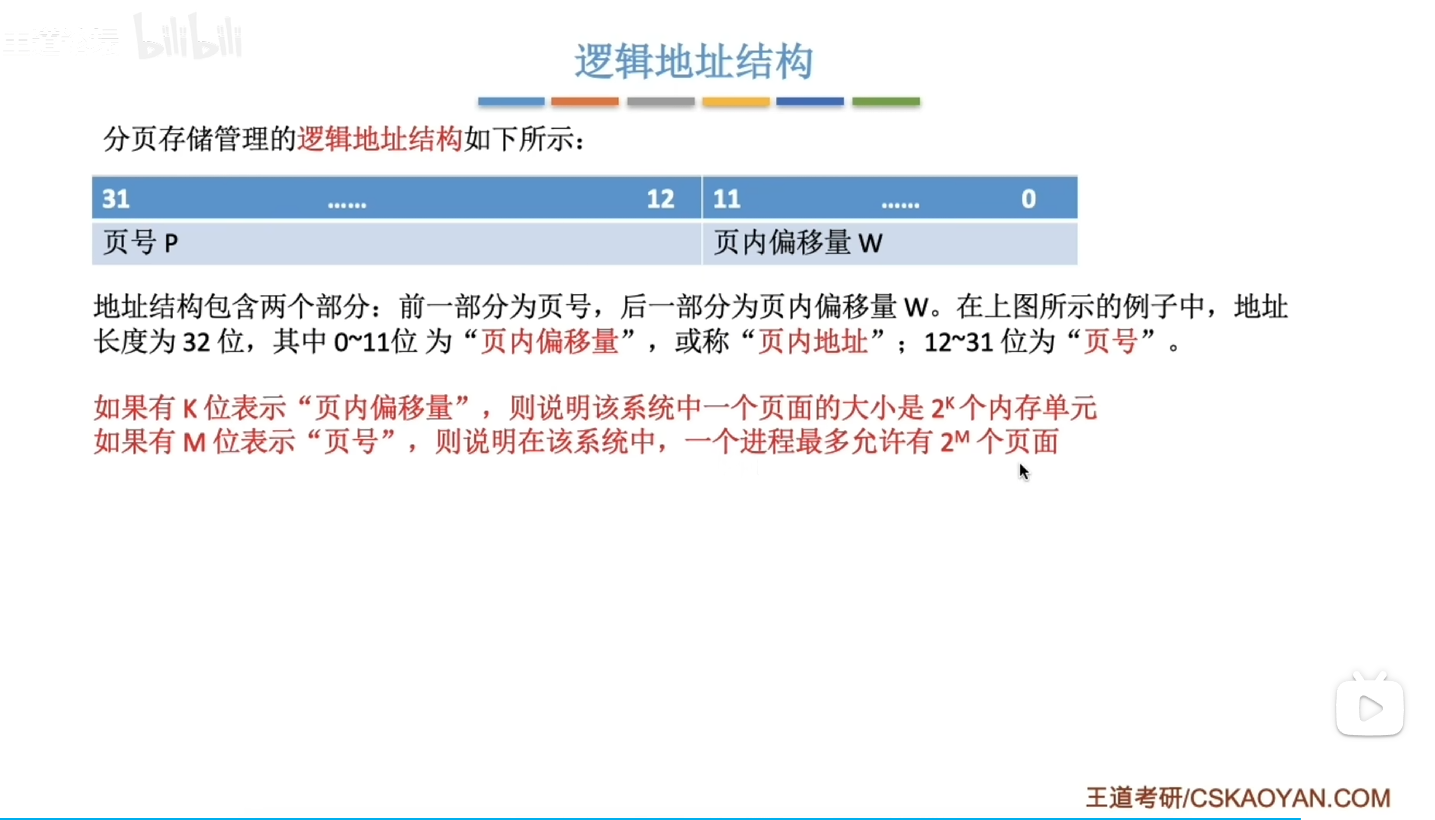 bilibili
逻辑地址结构
分页存储管理的逻辑地址结构如下所示：
31 …… 12 11 …… 0
页号 P 页内偏移量 W
地址结构包含两个部分：前一部分为页号，后一部分为页内偏移量 W。在上图所示的例子中，地址
长度为 32 位，其中 0~11位 为“页内偏移量”，或称“页内地址”；12~31 位为“页号”。
如果有 K 位表示“页内偏移量”，则说明该系统中一个页面的大小是 2ᴷ 个内存单元
如果有 M 位表示“页号”，则说明在该系统中，一个进程最多允许有 2ᴹ 个页面
王道考研/CSKAOYAN.COM